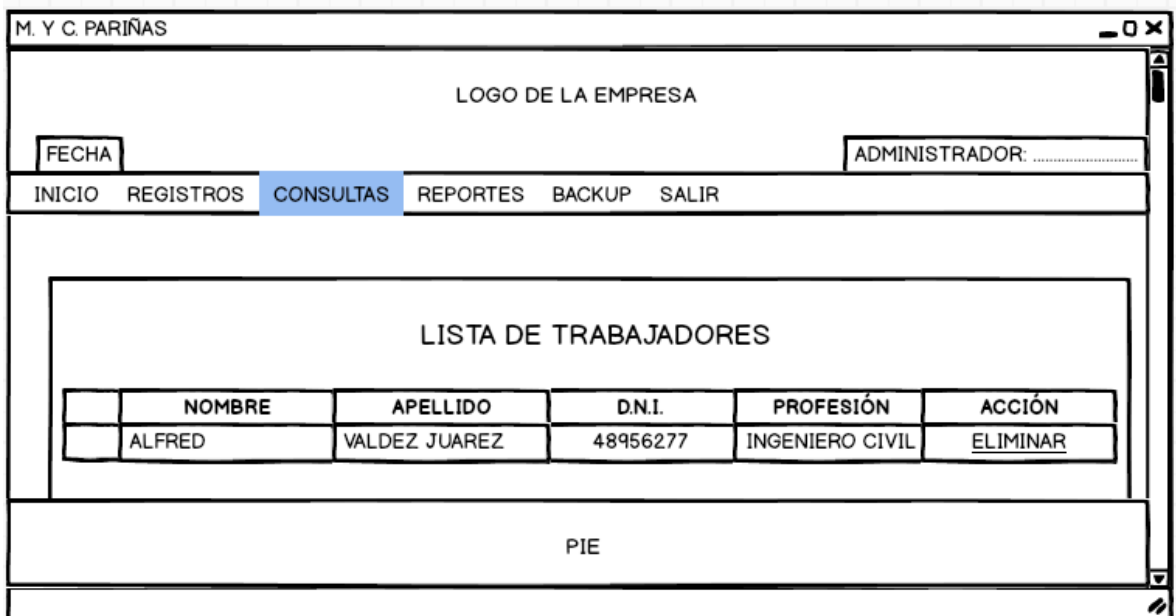 M. Y C. PARIÑAS
LOGO DE LA EMPRESA
FECHA
ADMINISTRADOR: ..........................
INICIO REGISTROS CONSULTAS REPORTES BACKUP SALIR
LISTA DE TRABAJADORES
NOMBRE APELLIDO D.N.I. PROFESIÓN ACCIÓN
ALFRED VALDEZ JUAREZ 48956277 INGENIERO CIVIL ELIMINAR
PIE